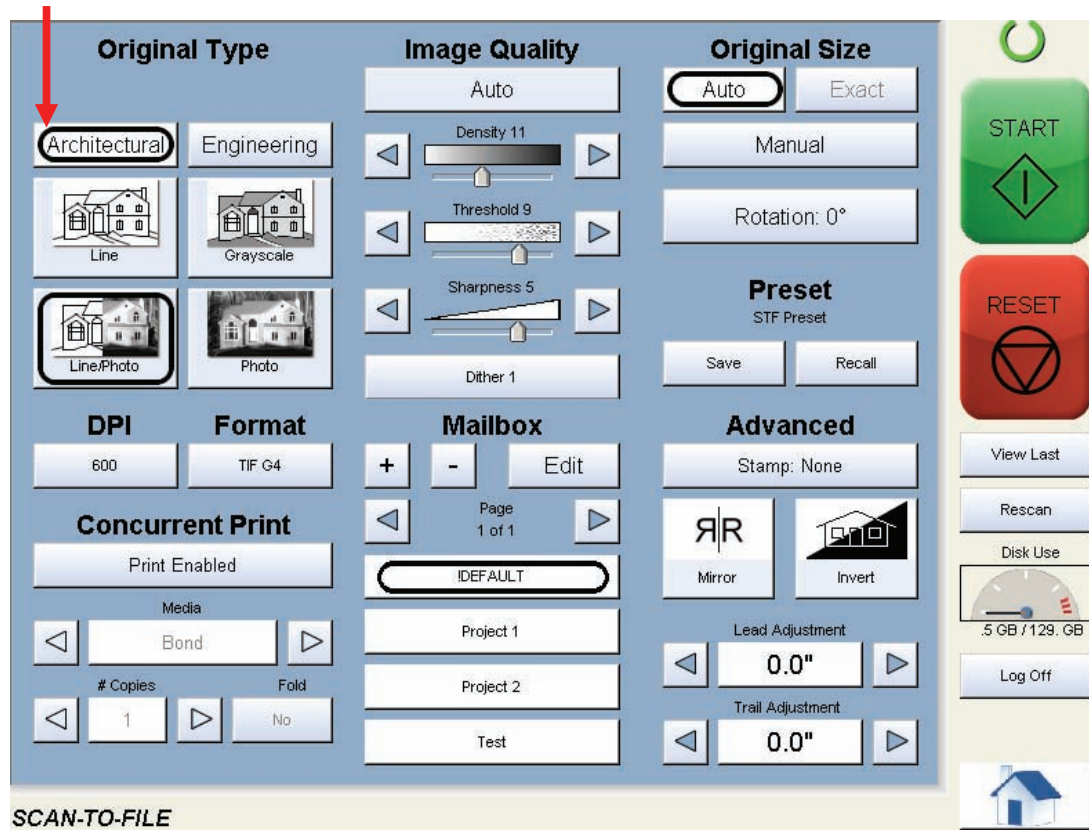 Original Type
Architectural
Engineering
Line
Grayscale
Line/Photo
Photo
DPI
600
Format
TIF G4
Concurrent Print
Print Enabled
Media
Bond
# Copies
1
Fold
No
Image Quality
Auto
Density 11
Threshold 9
Sharpness 5
Dither 1
Mailbox
+
-
Edit
Page
1 of 1
!DEFAULT
Project 1
Project 2
Test
Original Size
Auto
Exact
Manual
Rotation: 0°
Preset
STF Preset
Save
Recall
Advanced
Stamp: None
ЯR
Mirror
Invert
Lead Adjustment
0.0"
Trail Adjustment
0.0"
START
RESET
View Last
Rescan
Disk Use
.5 GB / 129. GB
Log Off
SCAN-TO-FILE